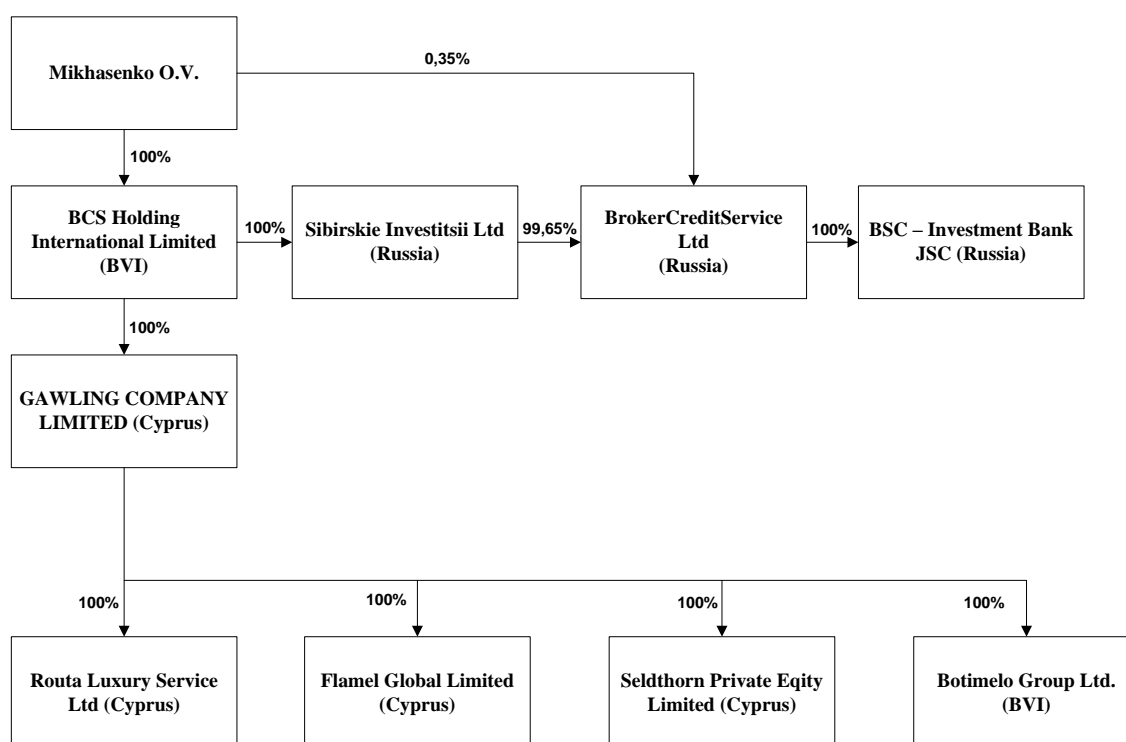 Mikhasenko O.V.
0,35%
100%
BCS Holding
International Limited
(BVI)
100%
Sibirskie Investitsii Ltd
(Russia)
99,65%
BrokerCreditService
Ltd
(Russia)
100%
BSC – Investment Bank
JSC (Russia)
100%
GAWLING COMPANY
LIMITED (Cyprus)
100%
100%
100%
100%
Routa Luxury Service
Ltd (Cyprus)
Flamel Global Limited
(Cyprus)
Seldthorn Private Eqity
Limited (Cyprus)
Botimelo Group Ltd.
(BVI)